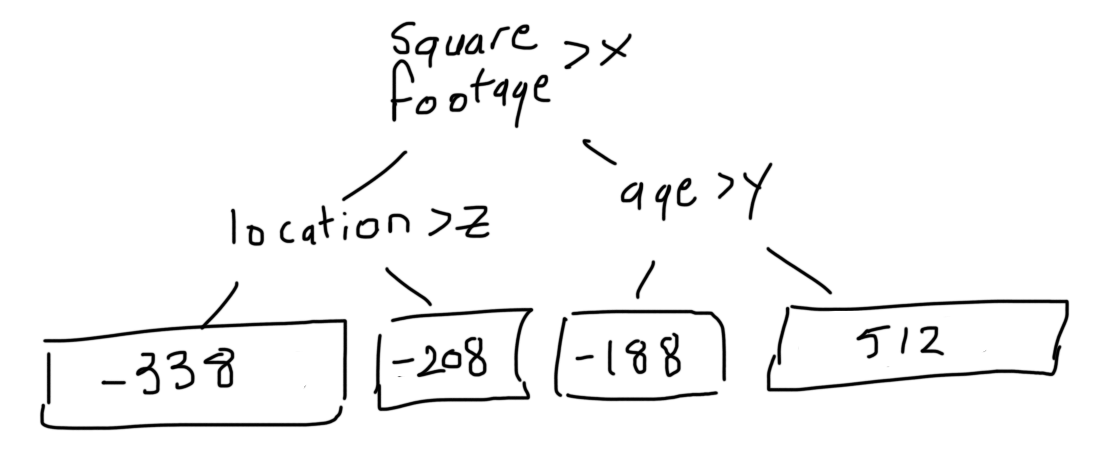 Square
footage >X
age >Y
location >Z
-338
-208
-188
512